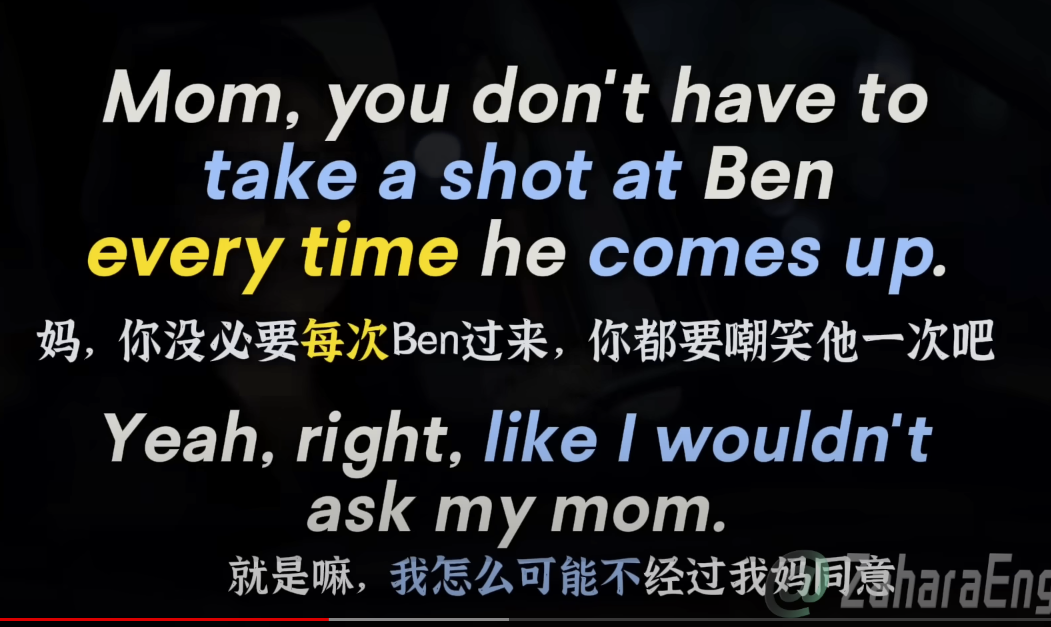 Mom, you don't have to
take a shot at Ben
every time he comes up.
妈，你没必要每次Ben过来，你都要嘲笑他一次吧
Yeah, right, like I wouldn't
ask my mom.
就是嘛，我怎么可能不经过我妈同意
@ZaharaEng